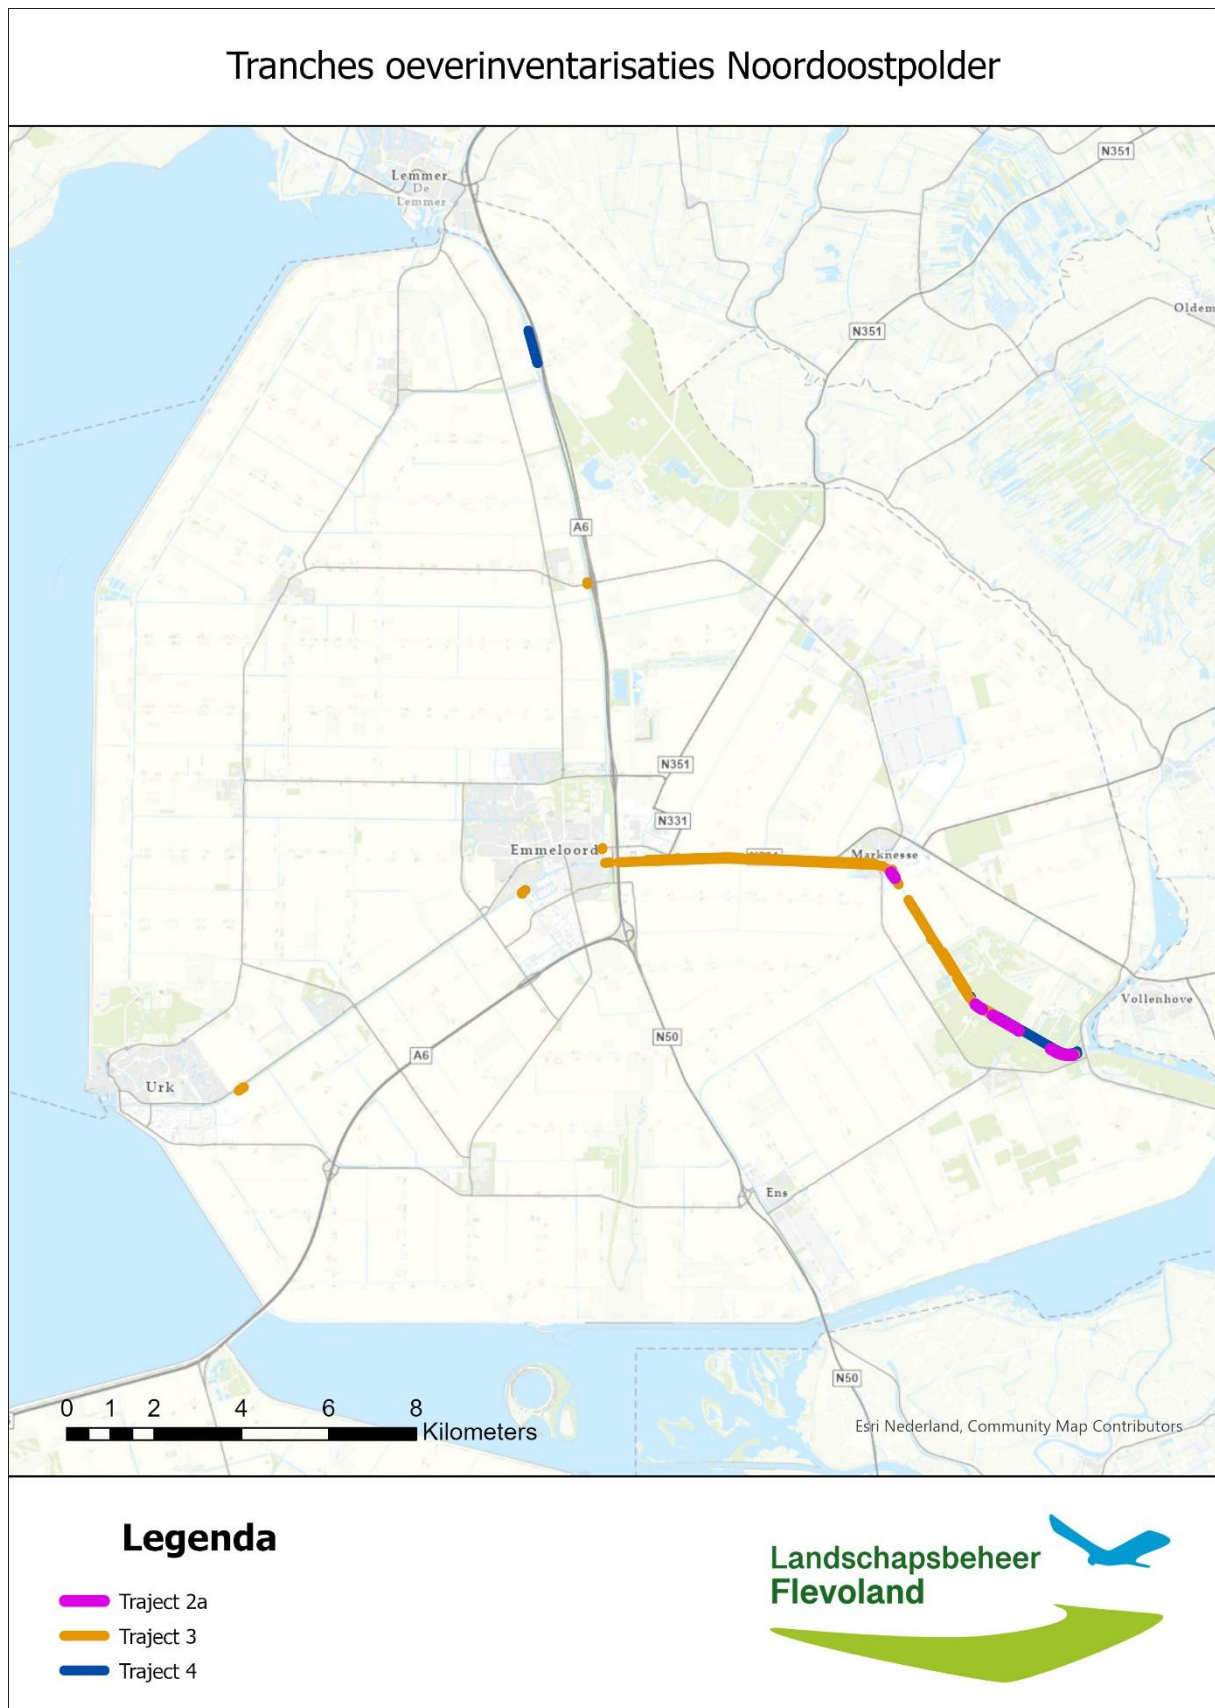 Tranches oeverinventarisaties Noordoostpolder
N351
Lemmer
De
Lemmer
Oldem
N351
A6
N351
N331
Emmeloord
Marknesse
Vollenhove
N50
A6
Urk
Ens
N50
0 1 2 4 6 8
Kilometers
Esri Nederland, Community Map Contributors
Legenda
Traject 2a
Traject 3
Traject 4
Landschapsbeheer
Flevoland